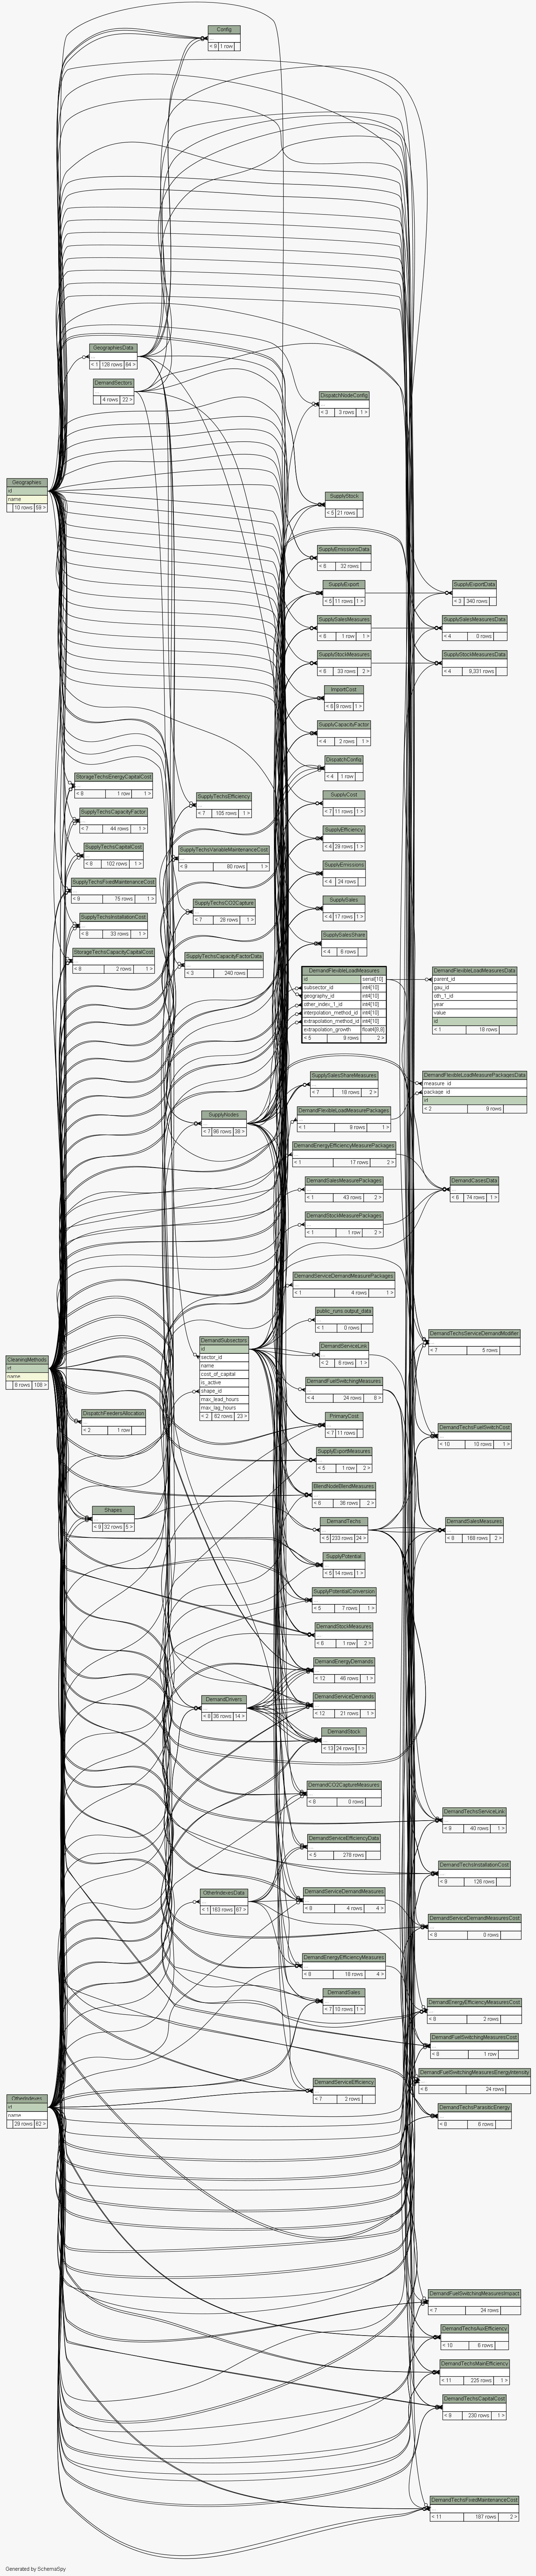 Config
...
< 9 1 row
GeographiesData
...
< 1 128 rows 84 >
DemandSectors
...
4 rows 22 >
DispatchNodeConfig
...
< 3 3 rows 1 >
Geographies
id
name
10 rows 59 >
SupplyStock
...
< 5 21 rows
SupplyEmissionsData
...
< 6 32 rows
SupplyExport
...
< 5 11 rows 1 >
SupplyExportData
...
< 3 340 rows
SupplySalesMeasures
...
< 6 1 row 1 >
SupplySalesMeasuresData
...
< 4 0 rows
SupplyStockMeasures
...
< 6 33 rows 2 >
SupplyStockMeasuresData
...
< 4 9,331 rows
ImportCost
...
< 6 9 rows 1 >
SupplyCapacityFactor
...
< 4 2 rows 1 >
DispatchConfig
...
< 4 1 row
StorageTechsEnergyCapitalCost
...
< 8 1 row 1 >
SupplyTechsEfficiency
...
< 7 105 rows 1 >
SupplyCost
...
< 7 11 rows 1 >
SupplyTechsCapacityFactor
...
< 7 44 rows 1 >
SupplyEfficiency
...
< 4 29 rows 1 >
SupplyTechsCapitalCost
...
< 8 102 rows 1 >
SupplyTechsVariableMaintenanceCost
...
< 8 80 rows 1 >
SupplyEmissions
...
< 4 24 rows
SupplyTechsFixedMaintenanceCost
...
< 9 75 rows 1 >
SupplyTechsCO2Capture
...
< 7 28 rows 1 >
SupplySales
...
< 4 17 rows 1 >
SupplyTechsInstallationCost
...
< 8 33 rows 1 >
SupplySalesShare
...
< 4 6 rows
StorageTechsCapacityCapitalCost
...
< 8 2 rows 1 >
SupplyTechsCapacityFactorData
...
< 3 240 rows
DemandFlexibleLoadMeasures
id serial[10]
subsector_id int4[10]
geography_id int4[10]
other_index_1_id int4[10]
interpolation_method_id int4[10]
extrapolation_method_id int4[10]
extrapolation_growth float4[8,8]
< 5 9 rows 2 >
DemandFlexibleLoadMeasuresData
parent_id
gau_id
oth_1_id
year
value
id
< 1 18 rows
SupplySalesShareMeasures
...
< 7 19 rows 2 >
DemandFlexibleLoadMeasurePackagesData
measure_id
package_id
id
< 2 9 rows
SupplyNodes
...
< 7 96 rows 38 >
DemandFlexibleLoadMeasurePackages
...
< 1 9 rows 1 >
DemandEnergyEfficiencyMeasurePackages
...
< 1 17 rows 2 >
DemandSalesMeasurePackages
...
< 1 43 rows 2 >
DemandCasesData
...
< 6 74 rows 1 >
DemandStockMeasurePackages
...
< 1 1 row 2 >
DemandServiceDemandMeasurePackages
...
< 1 4 rows 1 >
public_runs.output_data
...
< 1 0 rows
DemandSubsectors
id
sector_id
name
cost_of_capital
is_active
shape_id
max_lead_hours
max_lag_hours
< 2 62 rows 23 >
DemandServiceLink
...
< 2 6 rows 1 >
DemandTechsServiceDemandModifier
...
< 7 5 rows
CleaningMethods
id
name
8 rows 108 >
DemandFuelSwitchingMeasures
...
< 4 24 rows 8 >
DispatchFeedersAllocation
...
< 2 1 row
PrimaryCost
...
< 7 11 rows
DemandTechsFuelSwitchCost
...
< 10 10 rows 1 >
SupplyExportMeasures
...
< 5 1 row 2 >
BlendNodeBlendMeasures
...
< 6 36 rows 2 >
Shapes
...
< 9 32 rows 5 >
DemandTechs
...
< 5 233 rows 24 >
DemandSalesMeasures
...
< 8 188 rows 2 >
SupplyPotential
...
< 5 14 rows 1 >
SupplyPotentialConversion
...
< 5 7 rows 1 >
DemandStockMeasures
...
< 6 1 row 2 >
DemandEnergyDemands
...
< 12 46 rows 1 >
DemandDrivers
...
< 8 36 rows 14 >
DemandServiceDemands
...
< 12 21 rows 1 >
DemandStock
...
< 13 24 rows 1 >
DemandCO2CaptureMeasures
...
< 8 0 rows
DemandTechsServiceLink
...
< 9 40 rows 1 >
DemandServiceEfficiencyData
...
< 5 278 rows
DemandTechsInstallationCost
...
< 9 126 rows
OtherIndexesData
...
< 1 163 rows 67 >
DemandServiceDemandMeasures
...
< 8 4 rows 4 >
DemandServiceDemandMeasuresCost
...
< 8 0 rows
DemandEnergyEfficiencyMeasures
...
< 8 18 rows 4 >
DemandSales
...
< 7 10 rows 1 >
DemandEnergyEfficiencyMeasuresCost
...
< 8 2 rows
DemandFuelSwitchingMeasuresCost
...
< 9 1 row
DemandServiceEfficiency
...
< 7 2 rows
DemandFuelSwitchingMeasuresEnergyIntensity
...
< 6 24 rows
OtherIndexes
id
name
29 rows 62 >
DemandTechsParasiticEnergy
...
< 8 6 rows
DemandFuelSwitchingMeasuresImpact
...
< 7 24 rows
DemandTechsAuxEfficiency
...
< 10 6 rows
DemandTechsMainEfficiency
...
< 11 225 rows 1 >
DemandTechsCapitalCost
...
< 8 230 rows 1 >
DemandTechsFixedMaintenanceCost
...
< 11 187 rows 2 >
Generated by SchemaSpy